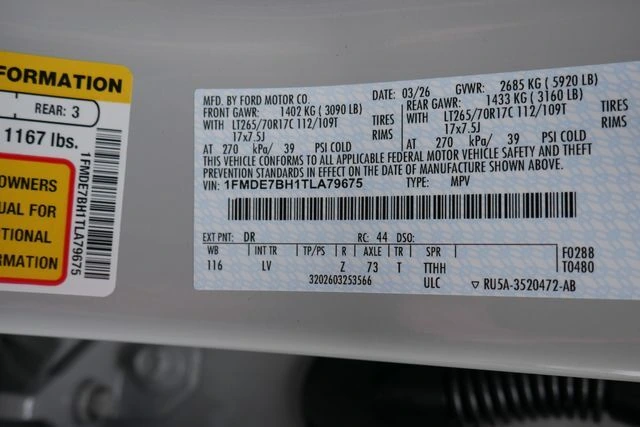 FORMATION
REAR: 3
1167 lbs.
OWNERS
UAL FOR
TIONAL
RMATION
1FMDE7BH1TLA79675
MFD. BY FORD MOTOR CO. DATE: 03/26 GVWR: 2685 KG ( 5920 LB)
FRONT GAWR: 1402 KG ( 3090 LB) REAR GAWR: 1433 KG ( 3160 LB)
WITH LT265/70R17C 112/109T TIRES WITH LT265/70R17C 112/109T TIRES
17x7.5J RIMS 17x7.5J RIMS
AT 270 kPa/ 39 PSI COLD AT 270 kPa/ 39 PSI COLD
THIS VEHICLE CONFORMS TO ALL APPLICABLE FEDERAL MOTOR VEHICLE SAFETY AND THEFT
PREVENTION STANDARDS IN EFFECT ON THE DATE OF MANUFACTURE SHOWN ABOVE.
VIN: 1FMDE7BH1TLA79675 TYPE: MPV
EXT PNT: DR RC: 44 DSO:
WB INT TR TP/PS R AXLE TR SPR F0288
116 LV Z 73 T TTHH T0480
3202603253566 ULC ▼ RU5A-3520472-AB